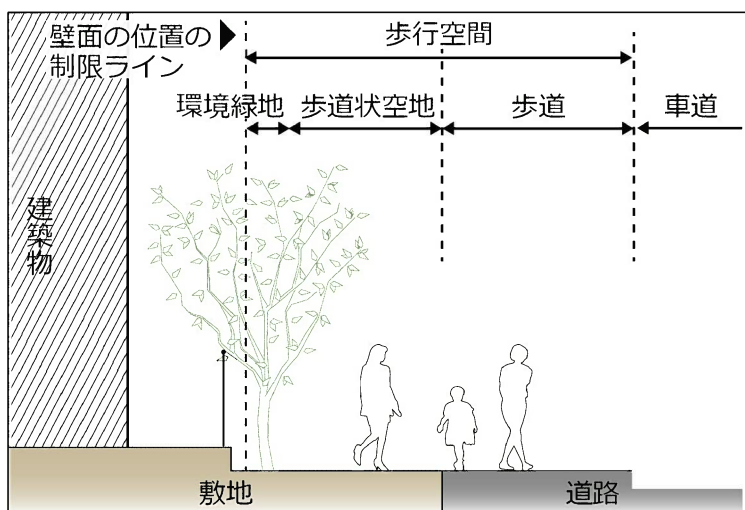 壁面の位置の
制限ライン
歩行空間
環境緑地
歩道状空地
歩道
車道
建築物
敷地
道路